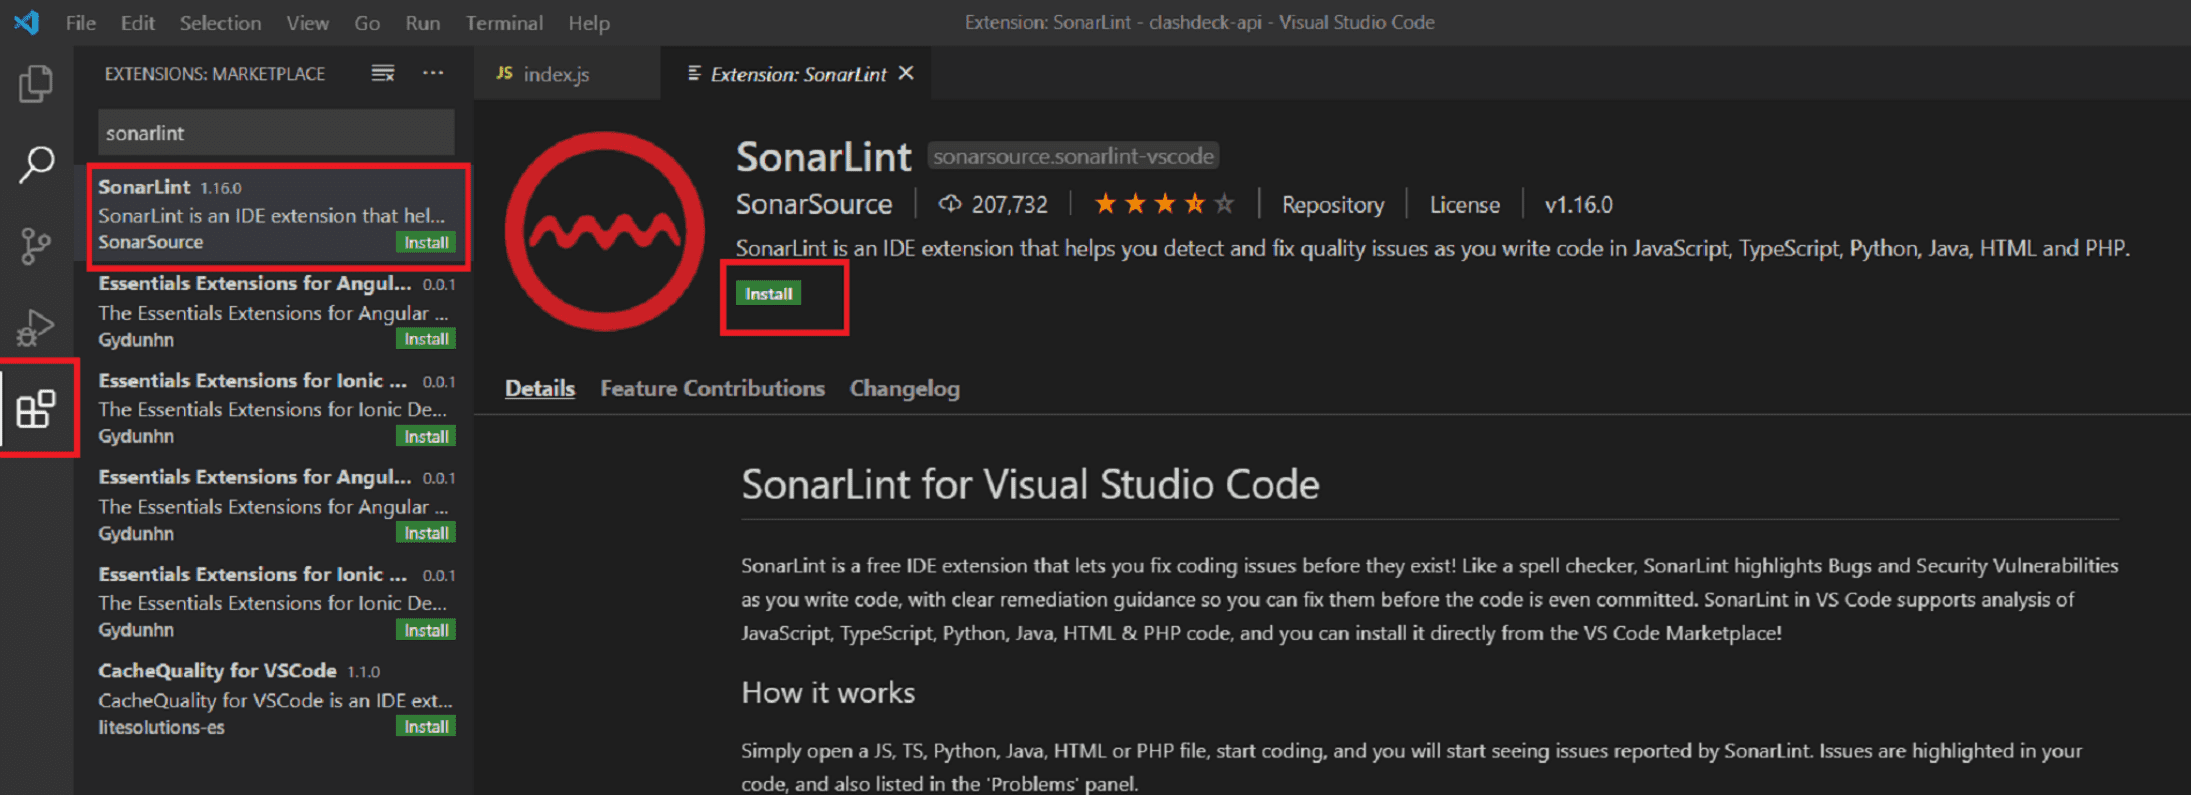 File Edit Selection View Go Run Terminal Help
Extension: SonarLint - clashdeck-api - Visual Studio Code
EXTENSIONS: MARKETPLACE
···
sonarlint
SonarLint 1.16.0
SonarLint is an IDE extension that hel...
SonarSource Install
Essentials Extensions for Angul... 0.0.1
The Essentials Extensions for Angular ...
Gydunhn Install
Essentials Extensions for Ionic ... 0.0.1
The Essentials Extensions for Ionic De...
Gydunhn Install
Essentials Extensions for Angul... 0.0.1
The Essentials Extensions for Angular ...
Gydunhn Install
Essentials Extensions for Ionic ... 0.0.1
The Essentials Extensions for Ionic De...
Gydunhn Install
CacheQuality for VSCode 1.1.0
CacheQuality for VSCode is an IDE ext...
litesolutions-es Install
JS index.js
Extension: SonarLint
SonarLint sonarsource.sonarlint-vscode
SonarSource 207,732 Repository License v1.16.0
SonarLint is an IDE extension that helps you detect and fix quality issues as you write code in JavaScript, TypeScript, Python, Java, HTML and PHP.
Install
Details Feature Contributions Changelog
SonarLint for Visual Studio Code
SonarLint is a free IDE extension that lets you fix coding issues before they exist! Like a spell checker, SonarLint highlights Bugs and Security Vulnerabilities
as you write code, with clear remediation guidance so you can fix them before the code is even committed. SonarLint in VS Code supports analysis of
JavaScript, TypeScript, Python, Java, HTML & PHP code, and you can install it directly from the VS Code Marketplace!
How it works
Simply open a JS, TS, Python, Java, HTML or PHP file, start coding, and you will start seeing issues reported by SonarLint. Issues are highlighted in your
code, and also listed in the 'Problems' panel.